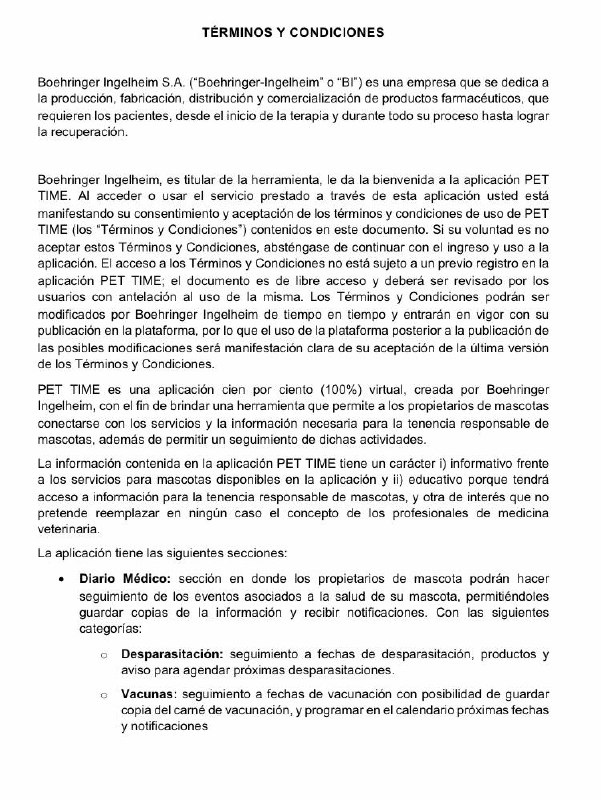 TÉRMINOS Y CONDICIONES
Boehringer Ingelheim S.A. (“Boehringer-Ingelheim” o “BI”) es una empresa que se dedica a
la producción, fabricación, distribución y comercialización de productos farmacéuticos, que
requieren los pacientes, desde el inicio de la terapia y durante todo su proceso hasta lograr
la recuperación.
Boehringer Ingelheim, es titular de la herramienta, le da la bienvenida a la aplicación PET
TIME. Al acceder o usar el servicio prestado a través de esta aplicación usted está
manifestando su consentimiento y aceptación de los términos y condiciones de uso de PET
TIME (los “Términos y Condiciones”) contenidos en este documento. Si su voluntad es no
aceptar estos Términos y Condiciones, absténgase de continuar con el ingreso y uso a la
aplicación. El acceso a los Términos y Condiciones no está sujeto a un previo registro en la
aplicación PET TIME; el documento es de libre acceso y deberá ser revisado por los
usuarios con antelación al uso de la misma. Los Términos y Condiciones podrán ser
modificados por Boehringer Ingelheim de tiempo en tiempo y entrarán en vigor con su
publicación en la plataforma, por lo que el uso de la plataforma posterior a la publicación de
las posibles modificaciones será manifestación clara de su aceptación de la última versión
de los Términos y Condiciones.
PET TIME es una aplicación cien por ciento (100%) virtual, creada por Boehringer
Ingelheim, con el fin de brindar una herramienta que permite a los propietarios de mascotas
conectarse con los servicios y la información necesaria para la tenencia responsable de
mascotas, además de permitir un seguimiento de dichas actividades.
La información contenida en la aplicación PET TIME tiene un carácter i) informativo frente
a los servicios para mascotas disponibles en la aplicación y ii) educativo porque tendrá
acceso a información para la tenencia responsable de mascotas, y otra de interés que no
pretende reemplazar en ningún caso el concepto de los profesionales de medicina
veterinaria.
La aplicación tiene las siguientes secciones:
• Diario Médico: sección en donde los propietarios de mascota podrán hacer
seguimiento de los eventos asociados a la salud de su mascota, permitiéndoles
guardar copias de la información y recibir notificaciones. Con las siguientes
categorías:
o Desparasitación: seguimiento a fechas de desparasitación, productos y
aviso para agendar próximas desparasitaciones.
o Vacunas: seguimiento a fechas de vacunación con posibilidad de guardar
copia del carné de vacunación, y programar en el calendario próximas fechas
y notificaciones